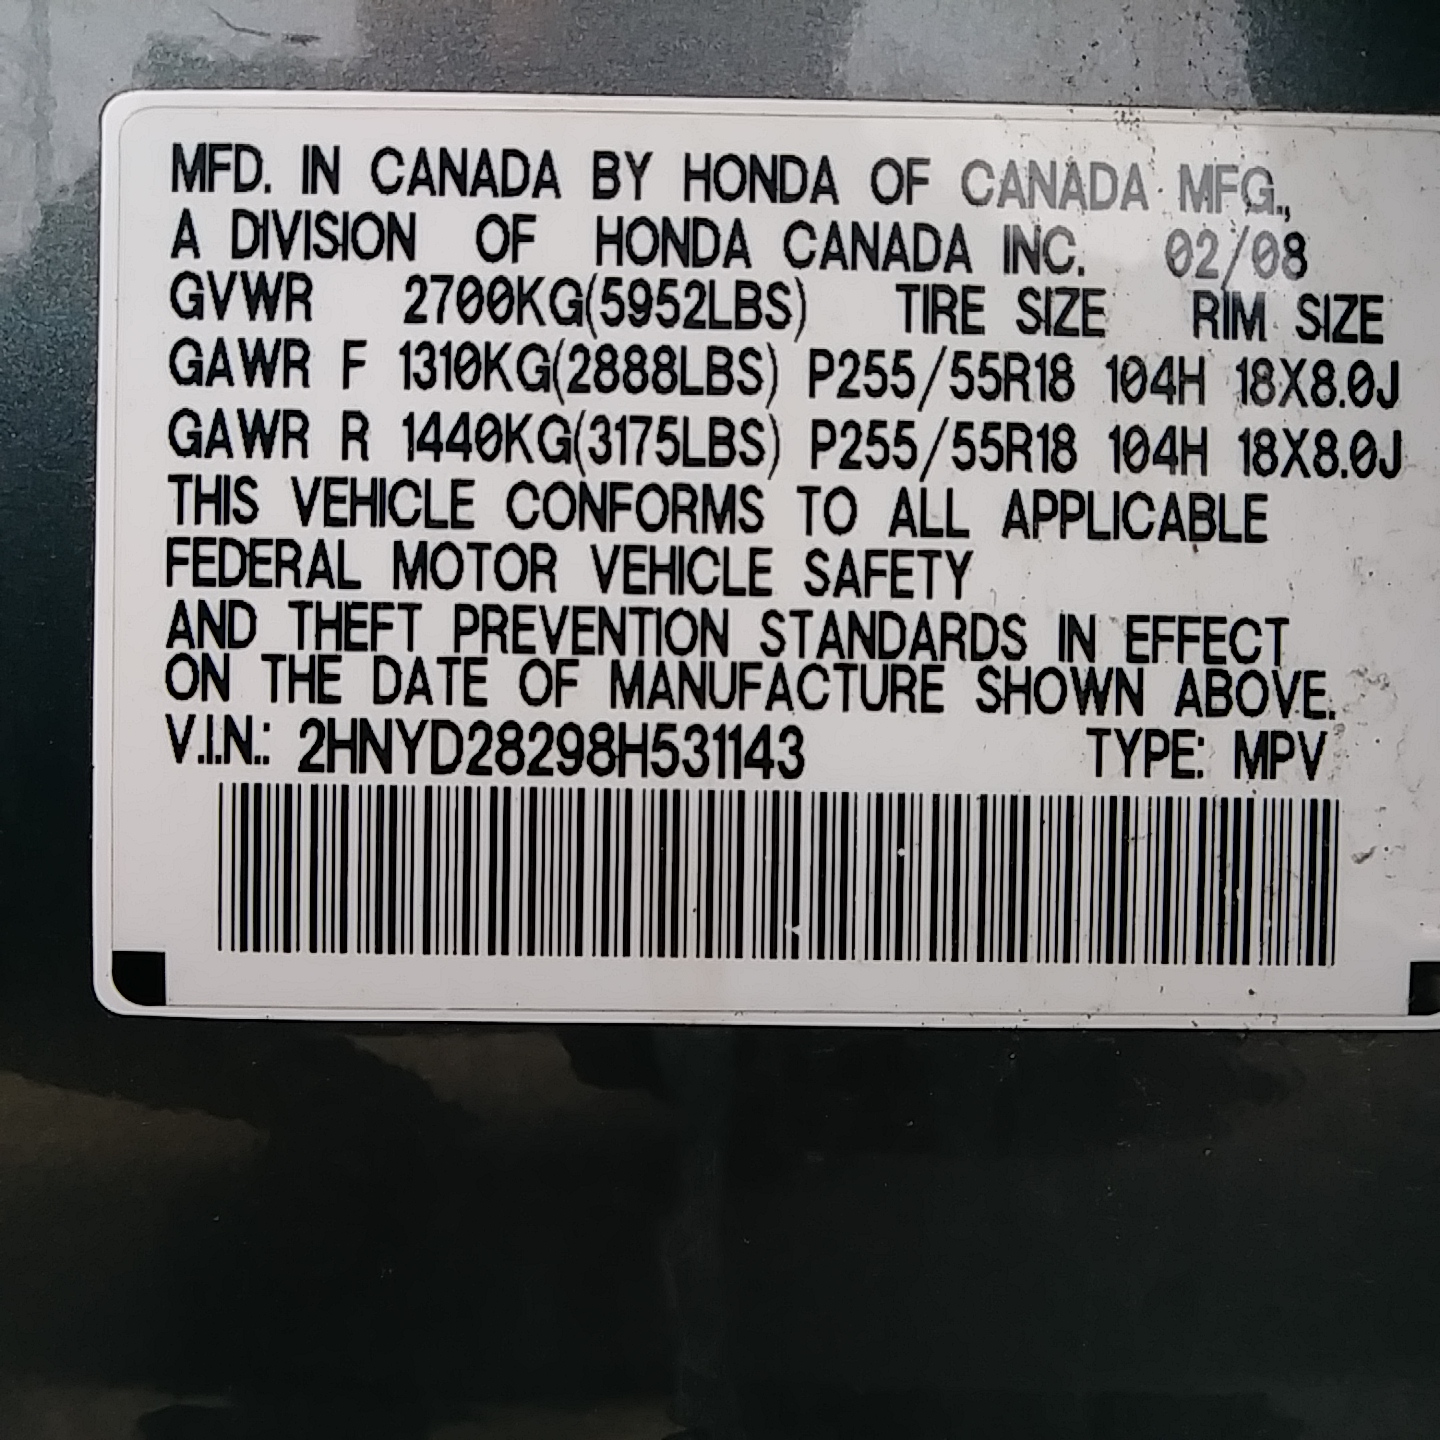 MFD. IN CANADA BY HONDA OF CANADA MFG.,
A DIVISION OF HONDA CANADA INC. 02/08
GVWR 2700KG(5952LBS) TIRE SIZE RIM SIZE
GAWR F 1310KG(2888LBS) P255/55R18 104H 18X8.0J
GAWR R 1440KG(3175LBS) P255/55R18 104H 18X8.0J
THIS VEHICLE CONFORMS TO ALL APPLICABLE
FEDERAL MOTOR VEHICLE SAFETY
AND THEFT PREVENTION STANDARDS IN EFFECT
ON THE DATE OF MANUFACTURE SHOWN ABOVE.
V.I.N.: 2HNYD28298H531143 TYPE: MPV